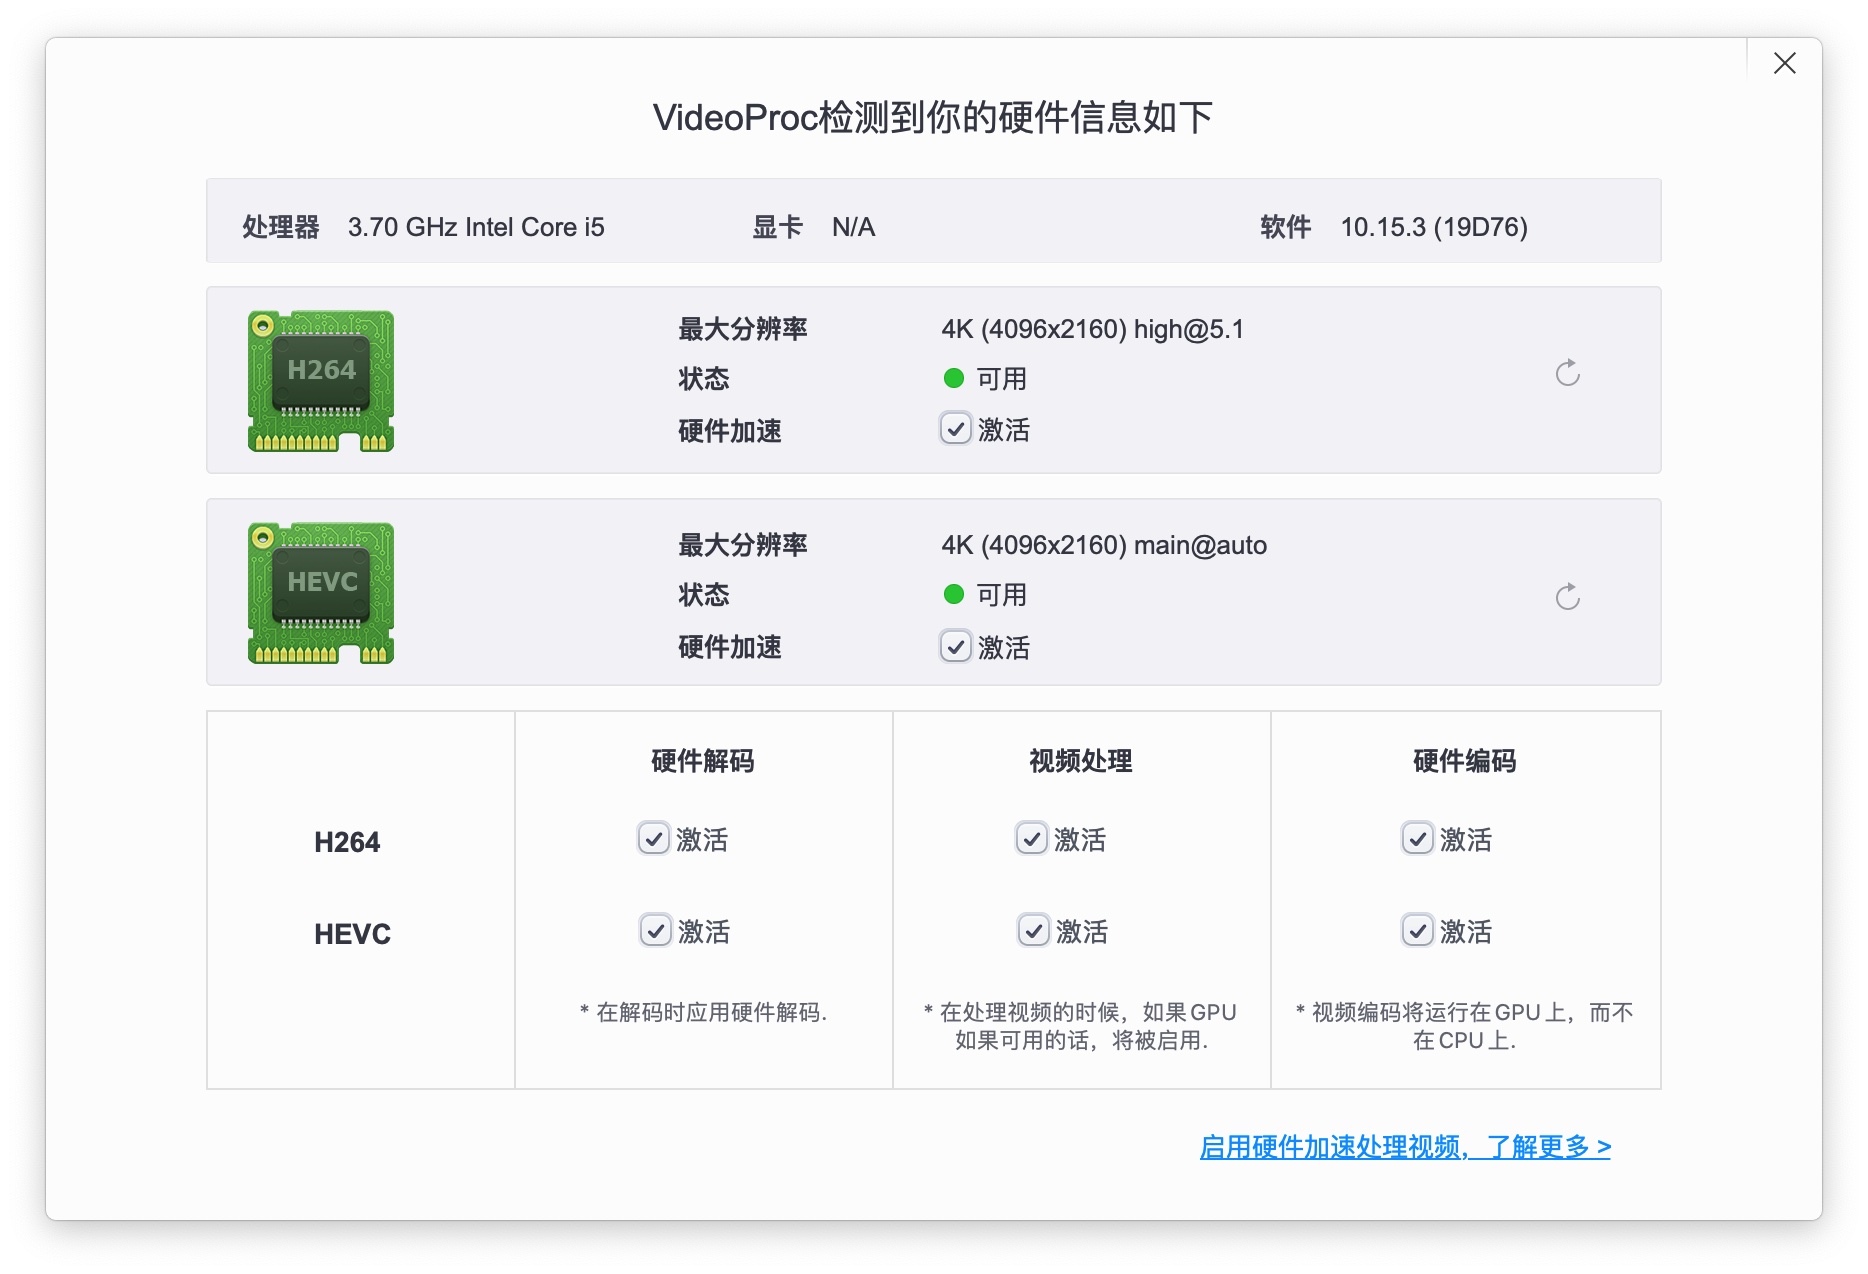 VideoProc检测到你的硬件信息如下
处理器 3.70 GHz Intel Core i5 显卡 N/A 软件 10.15.3 (19D76)
H264
最大分辨率 4K (4096x2160) high@5.1
状态 可用
硬件加速 激活
HEVC
最大分辨率 4K (4096x2160) main@auto
状态 可用
硬件加速 激活
硬件解码 视频处理 硬件编码
H264 激活 激活 激活
HEVC 激活 激活 激活
* 在解码时应用硬件解码.
* 在处理视频的时候，如果GPU
如果可用的话，将被启用.
* 视频编码将运行在GPU上，而不
在CPU上.
启用硬件加速处理视频，了解更多 >